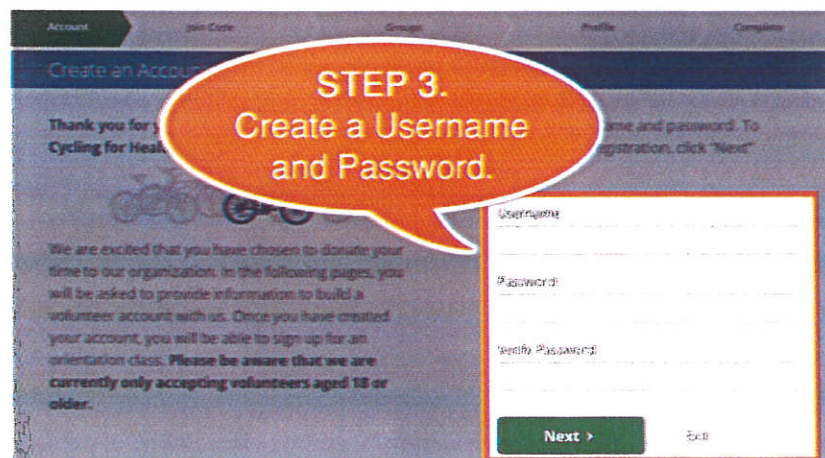 Account Join Code Groups Profile Complete
Create an Accou
STEP 3.
Create a Username
and Password.
Thank you for y
Cycling for Heal
ame and password. To
egistration, click "Next"
We are excited that you have chosen to donate your
time to our organization. In the following pages, you
will be asked to provide information to build a
volunteer account with us. Once you have created
your account, you will be able to sign up for an
orientation class. Please be aware that we are
currently only accepting volunteers aged 18 or
older.
Username
Password
Verify Password
Next >
Exit